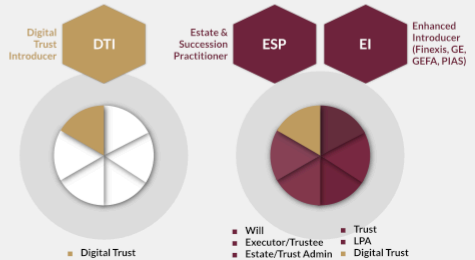 Digital
Trust
Introducer
DTI
Estate &
Succession
Practitioner
ESP
EI
Enhanced
Introducer
(Finexis, GE,
GEFA, PIAS)
Digital Trust
Will
Executor/Trustee
Estate/Trust Admin
Trust
LPA
Digital Trust